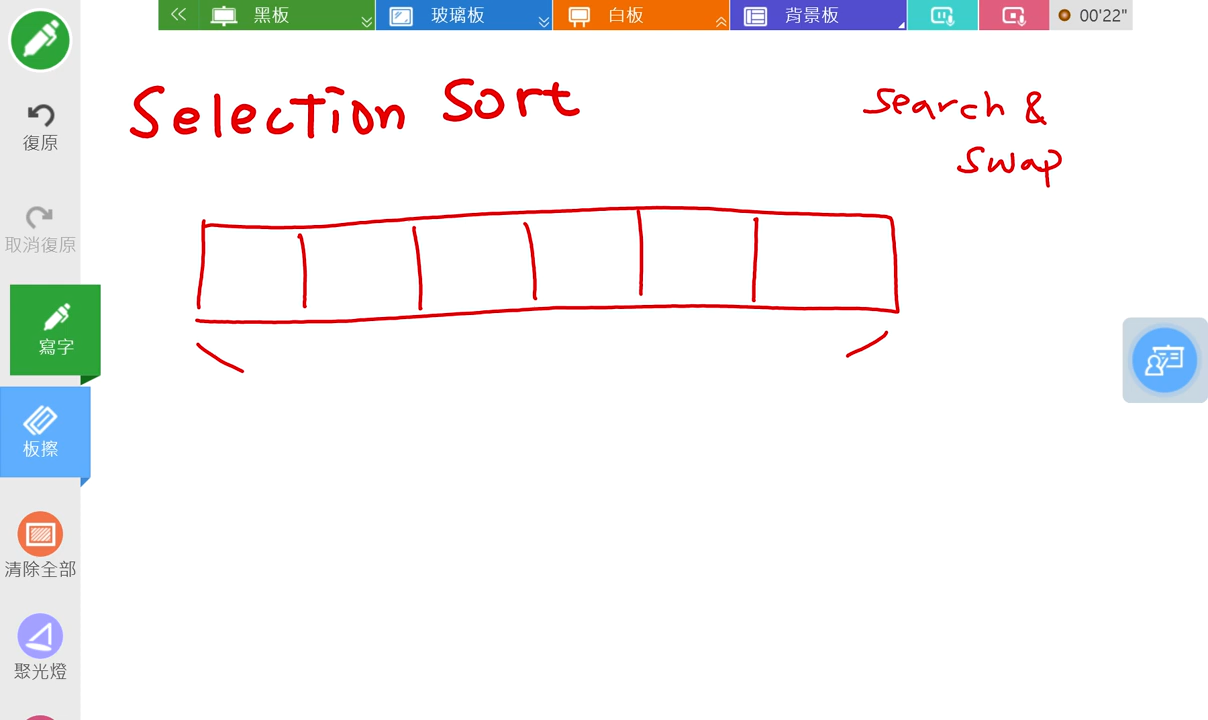 黑板
玻璃板
白板
背景板
00'22"
復原
取消復原
寫字
板擦
清除全部
聚光燈
Selection Sort
Search &
Swap